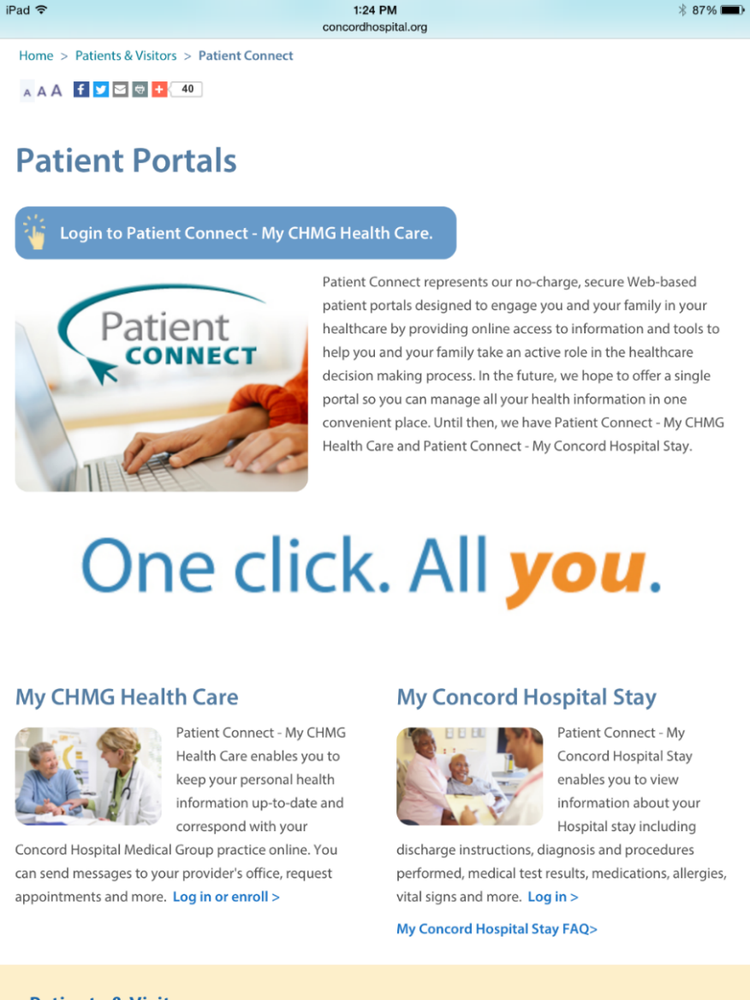 iPad 1:24 PM 87%
concordhospital.org
Home > Patients & Visitors > Patient Connect
A A A f + 40
Patient Portals
Login to Patient Connect - My CHMG Health Care.
Patient
CONNECT
Patient Connect represents our no-charge, secure Web-based
patient portals designed to engage you and your family in your
healthcare by providing online access to information and tools to
help you and your family take an active role in the healthcare
decision making process. In the future, we hope to offer a single
portal so you can manage all your health information in one
convenient place. Until then, we have Patient Connect - My CHMG
Health Care and Patient Connect - My Concord Hospital Stay.
One click. All you.
My CHMG Health Care
Patient Connect - My CHMG
Health Care enables you to
keep your personal health
information up-to-date and
correspond with your
Concord Hospital Medical Group practice online. You
can send messages to your provider's office, request
appointments and more. Log in or enroll >
My Concord Hospital Stay
Patient Connect - My
Concord Hospital Stay
enables you to view
information about your
Hospital stay including
discharge instructions, diagnosis and procedures
performed, medical test results, medications, allergies,
vital signs and more. Log in >
My Concord Hospital Stay FAQ>